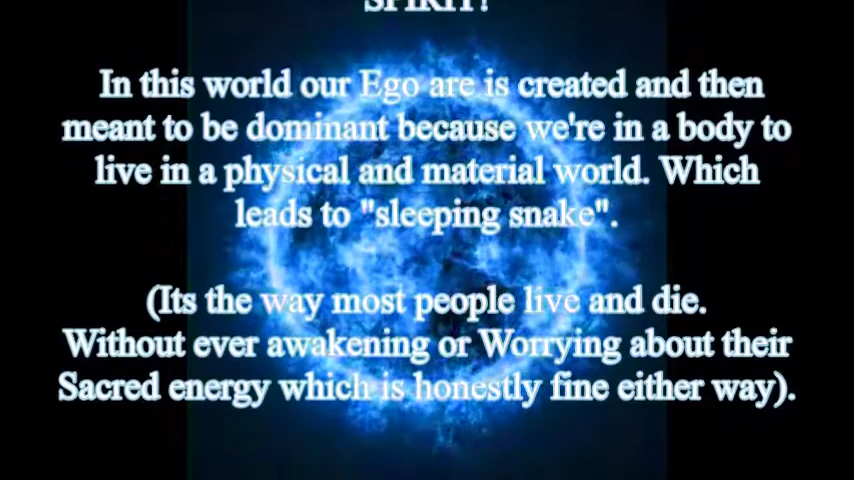 SPIRIT?
In this world our Ego are is created and then
meant to be dominant because we're in a body to
live in a physical and material world. Which
leads to "sleeping snake".
(Its the way most people live and die.
Without ever awakening or Worrying about their
Sacred energy which is honestly fine either way).